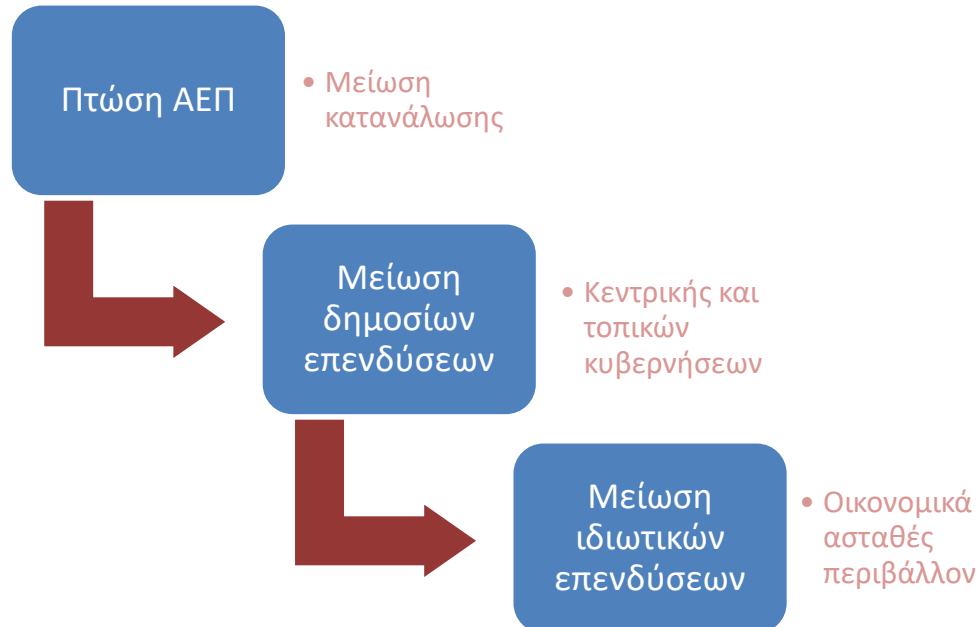 Πτώση ΑΕΠ
• Μείωση
κατανάλωσης
Μείωση
δημοσίων
επενδύσεων
• Κεντρικής και
τοπικών
κυβερνήσεων
Μείωση
ιδιωτικών
επενδύσεων
• Οικονομικά
ασταθές
περιβάλλον